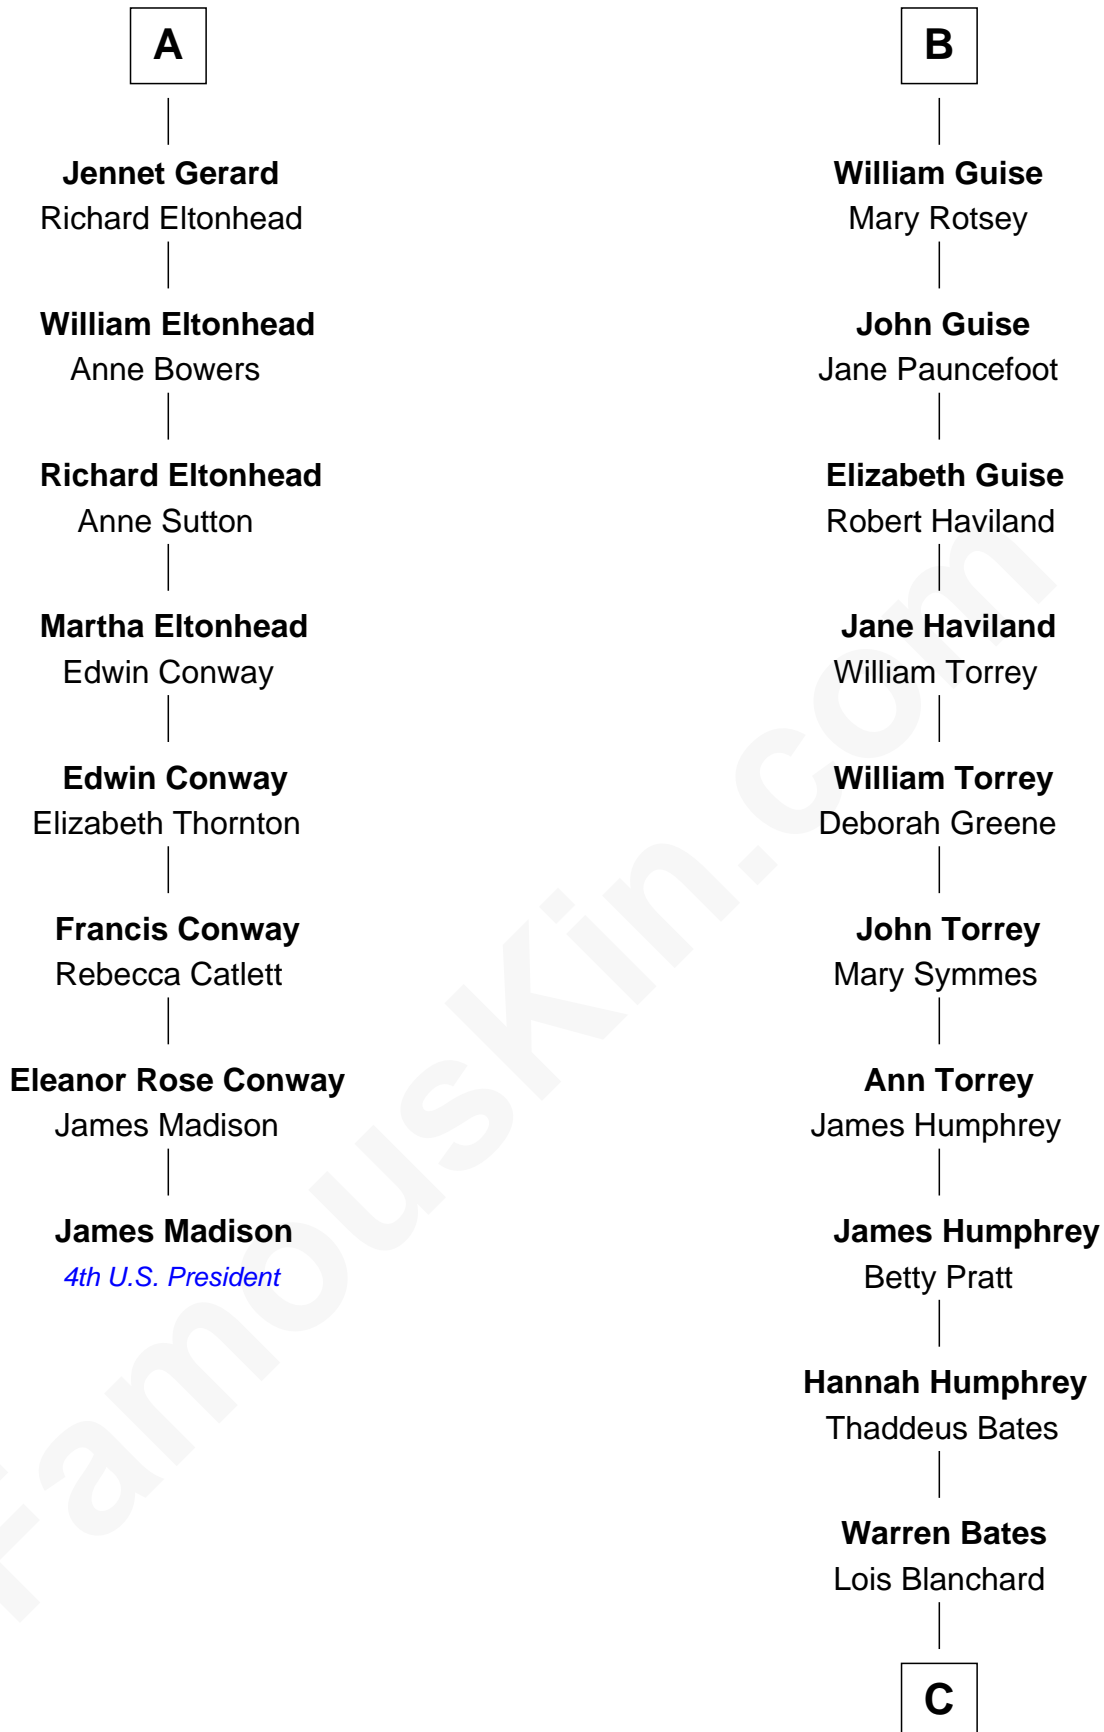 A
Jennet Gerard
Richard Eltonhead
William Eltonhead
Anne Bowers
Richard Eltonhead
Anne Sutton
Martha Eltonhead
Edwin Conway
Edwin Conway
Elizabeth Thornton
Francis Conway
Rebecca Catlett
Eleanor Rose Conway
James Madison
James Madison
4th U.S. President
B
William Guise
Mary Rotsey
John Guise
Jane Pauncefoot
Elizabeth Guise
Robert Haviland
Jane Haviland
William Torrey
William Torrey
Deborah Greene
John Torrey
Mary Symmes
Ann Torrey
James Humphrey
James Humphrey
Betty Pratt
Hannah Humphrey
Thaddeus Bates
Warren Bates
Lois Blanchard
C
FamousKin.com